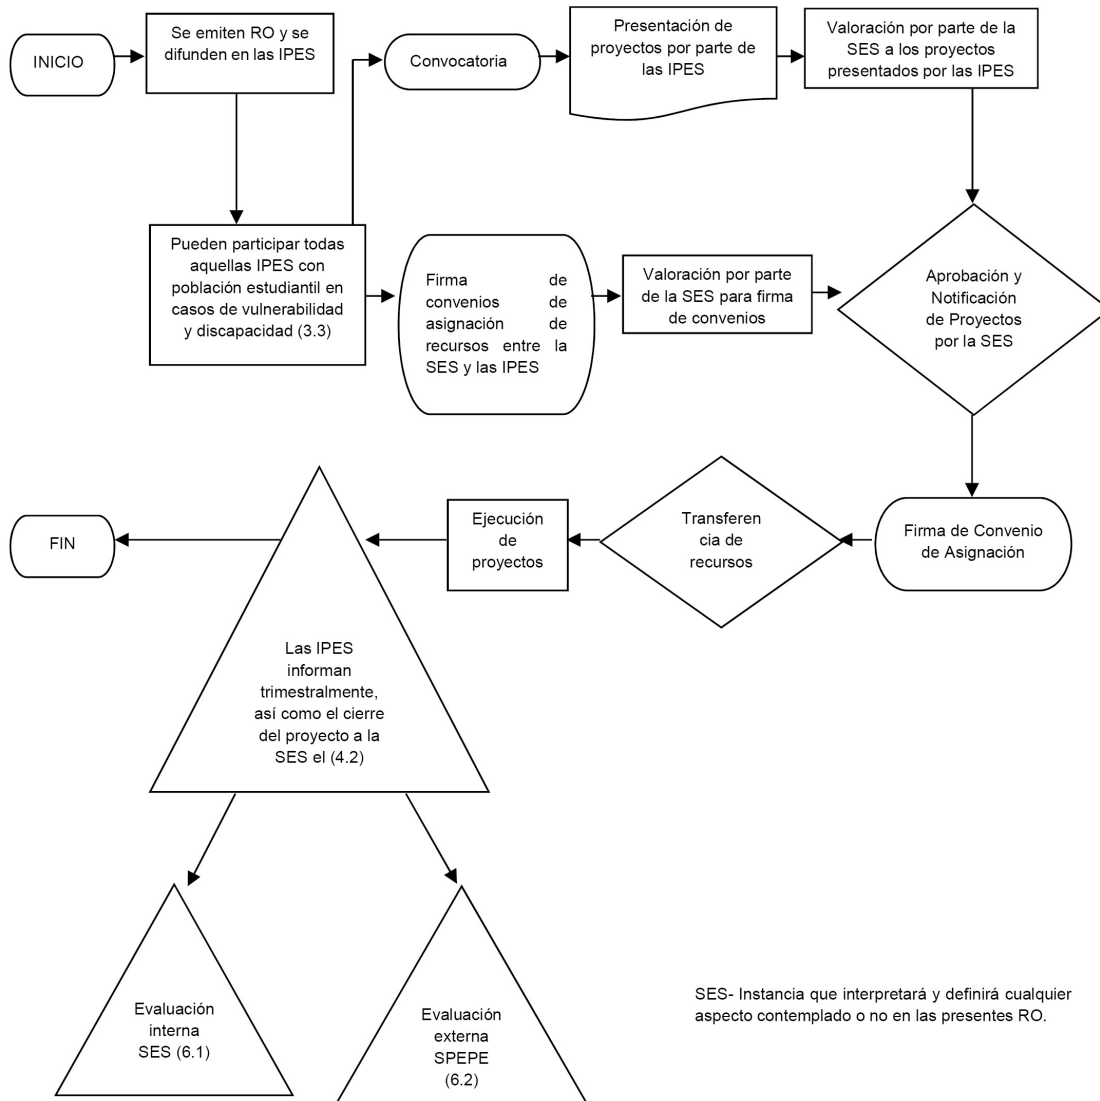 INICIO
Se emiten RO y se
difunden en las IPES
Convocatoria
Presentación de
proyectos por parte de
las IPES
Valoración por parte de la
SES a los proyectos
presentados por las IPES
Pueden participar todas
aquellas IPES con
población estudiantil en
casos de vulnerabilidad
y discapacidad (3.3)
Firma de
convenios de
asignación de
recursos entre la
SES y las IPES
Valoración por parte
de la SES para firma
de convenios
Aprobación y
Notificación
de Proyectos
por la SES
Firma de Convenio
de Asignación
Transferen
cia de
recursos
Ejecución
de
proyectos
FIN
Las IPES
informan
trimestralmente,
así como el cierre
del proyecto a la
SES el (4.2)
Evaluación
interna
SES (6.1)
Evaluación
externa
SPEPE
(6.2)
SES- Instancia que interpretará y definirá cualquier
aspecto contemplado o no en las presentes RO.